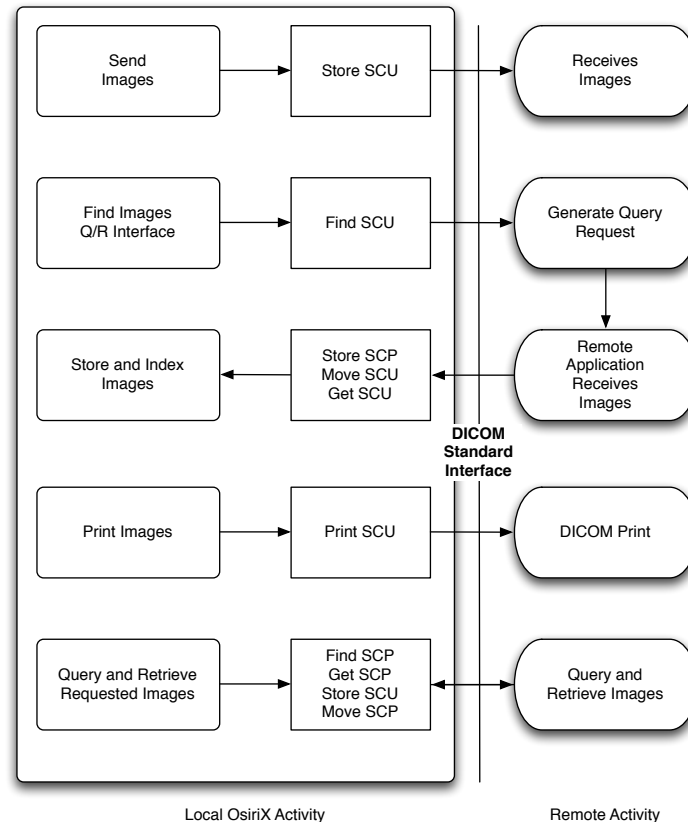 Send
Images
Store SCU
Receives
Images
Find Images
Q/R Interface
Find SCU
Generate Query
Request
Store and Index
Images
Store SCP
Move SCU
Get SCU
Remote
Application
Receives
Images
DICOM
Standard
Interface
Print Images
Print SCU
DICOM Print
Query and Retrieve
Requested Images
Find SCP
Get SCP
Store SCU
Move SCP
Query and
Retrieve Images
Local OsiriX Activity
Remote Activity